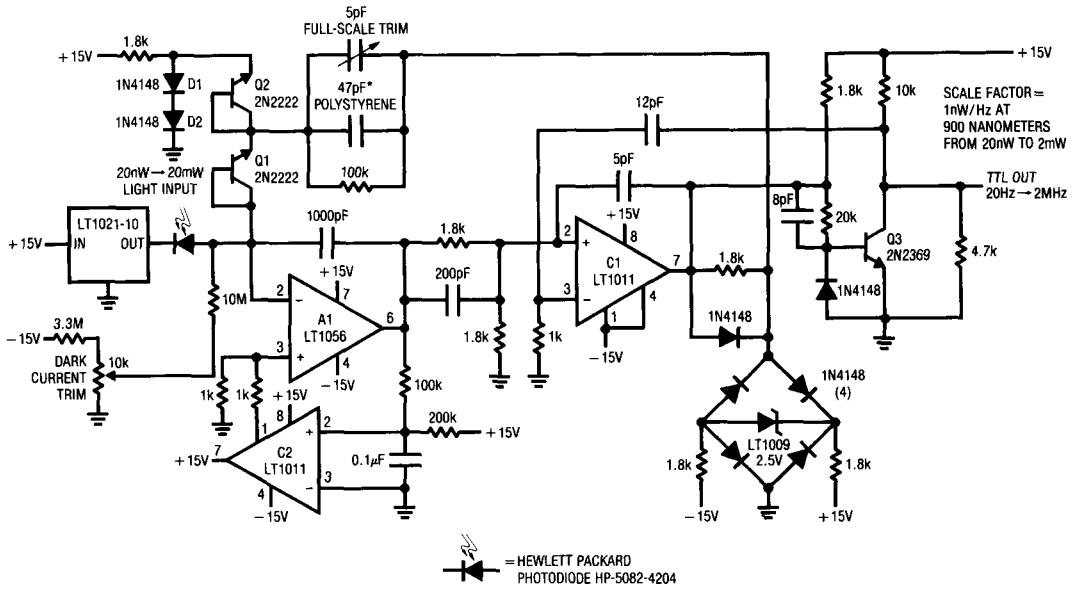 5pF
FULL-SCALE TRIM
+15V
1.8k
1N4148
D1
1N4148
D2
Q2
2N2222
47pF*
POLYSTYRENE
100k
Q1
2N2222
20nW→20mW
LIGHT INPUT
LT1021-10
+15V
IN
OUT
1000pF
+15V
7
2
−
A1
LT1056
6
3
+
4
−15V
10M
3.3M
−15V
DARK
CURRENT
TRIM
10k
1k
1k
+15V
8
1
C2
LT1011
2
+
3
−
7
+15V
4
−15V
100k
200k
+15V
0.1μF
1.8k
200pF
1.8k
12pF
5pF
+15V
8
2
+
C1
LT1011
7
3
−
1
4
−15V
1k
1.8k
1N4148
1N4148
(4)
LT1009
2.5V
1.8k
−15V
1.8k
+15V
+15V
1.8k
10k
8pF
20k
1N4148
Q3
2N2369
4.7k
SCALE FACTOR=
1nW/Hz AT
900 NANOMETERS
FROM 20nW TO 2mW
TTL OUT
20Hz→2MHz
=HEWLETT PACKARD
PHOTODIODE HP-5082-4204